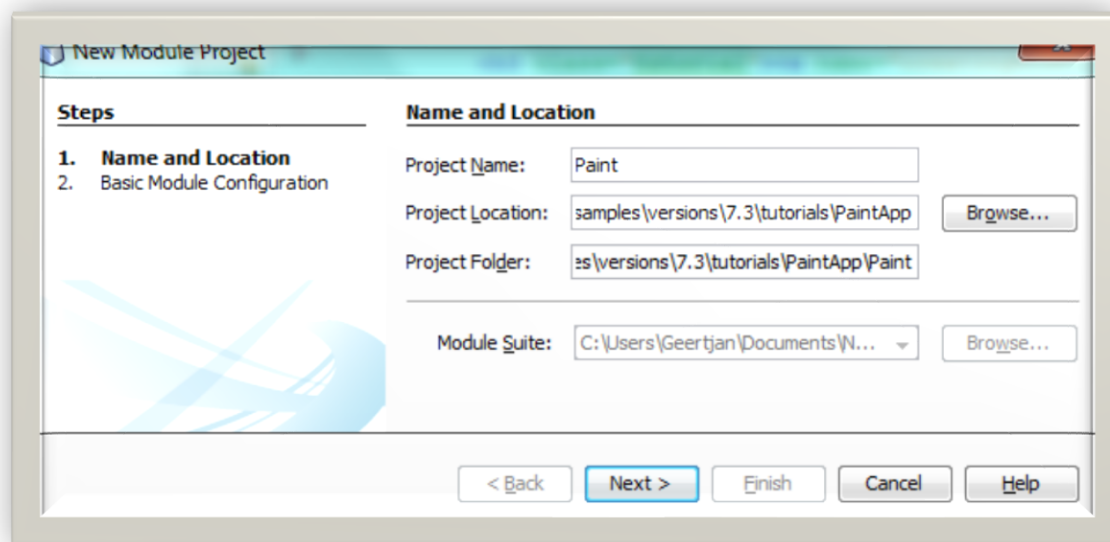 New Module Project
Steps
1. Name and Location
2. Basic Module Configuration
Name and Location
Project Name: Paint
Project Location: samples\versions\7.3\tutorials\PaintApp Browse...
Project Folder: es\versions\7.3\tutorials\PaintApp\Paint
Module Suite: C:\Users\Geertjan\Documents\N... Browse...
< Back Next > Finish Cancel Help